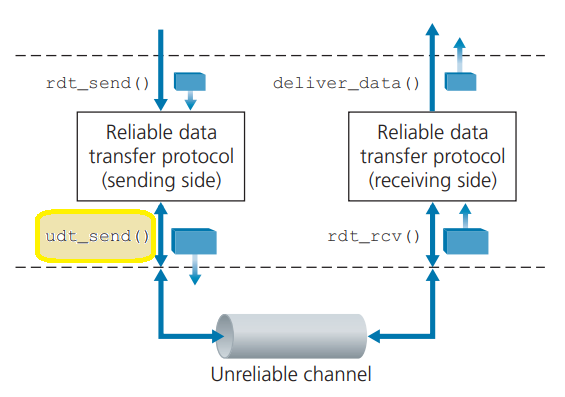 rdt_send()
deliver_data()
Reliable data
transfer protocol
(sending side)
Reliable data
transfer protocol
(receiving side)
udt_send()
rdt_rcv()
Unreliable channel